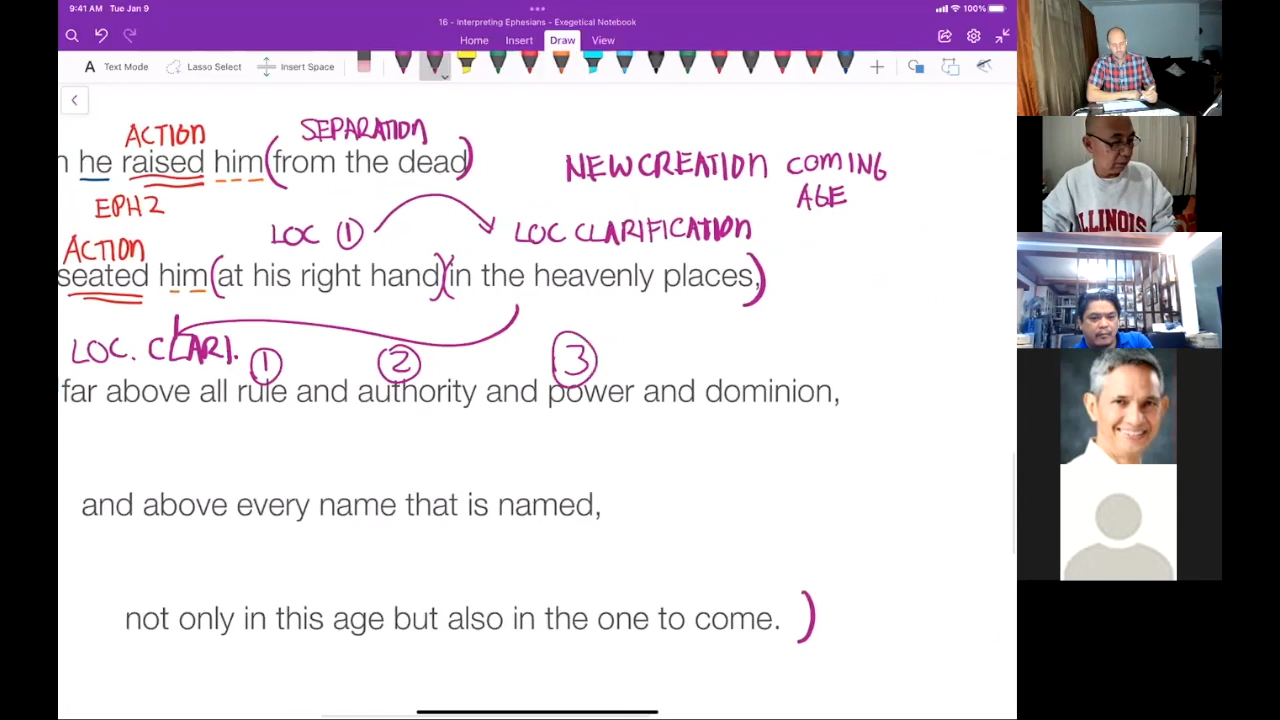 9:41 AM Tue Jan 9
100%
16 - Interpreting Ephesians - Exegetical Notebook
Home Insert Draw View
A Text Mode Lasso Select Insert Space
ACTION SEPARATION
he raised him (from the dead) NEW CREATION COMING AGE
EPH 2
LOC ① LOC CLARIFICATION
ACTION
seated him (at his right hand) (in the heavenly places,)
LOC. CLARI. ① ② ③
far above all rule and authority and power and dominion,
and above every name that is named,
not only in this age but also in the one to come. )
ILLINOIS